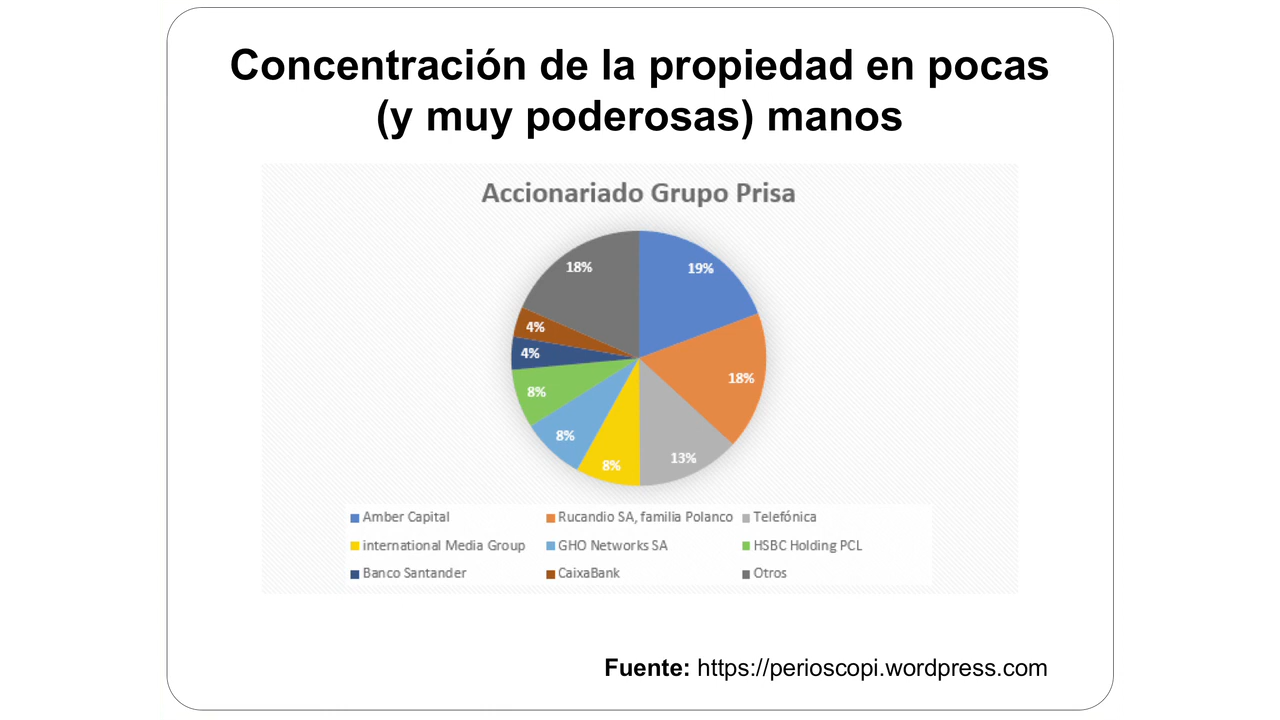 Concentración de la propiedad en pocas
(y muy poderosas) manos
Accionariado Grupo Prisa
18%
19%
4%
4%
18%
8%
8%
13%
8%
Amber Capital
Rucandio SA, familia Polanco
Telefónica
international Media Group
GHO Networks SA
HSBC Holding PCL
Banco Santander
CaixaBank
Otros
Fuente: https://perioscopi.wordpress.com